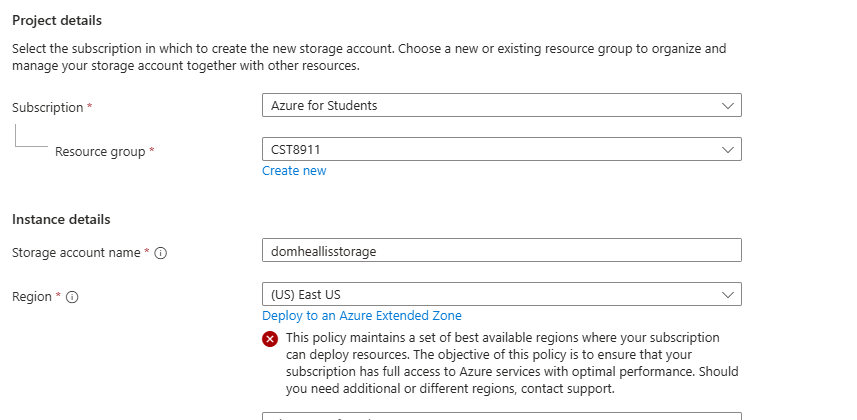 Project details
Select the subscription in which to create the new storage account. Choose a new or existing resource group to organize and
manage your storage account together with other resources.
Subscription *
Azure for Students
Resource group *
CST8911
Create new
Instance details
Storage account name *
domheallisstorage
Region *
(US) East US
Deploy to an Azure Extended Zone
This policy maintains a set of best available regions where your subscription
can deploy resources. The objective of this policy is to ensure that your
subscription has full access to Azure services with optimal performance. Should
you need additional or different regions, contact support.